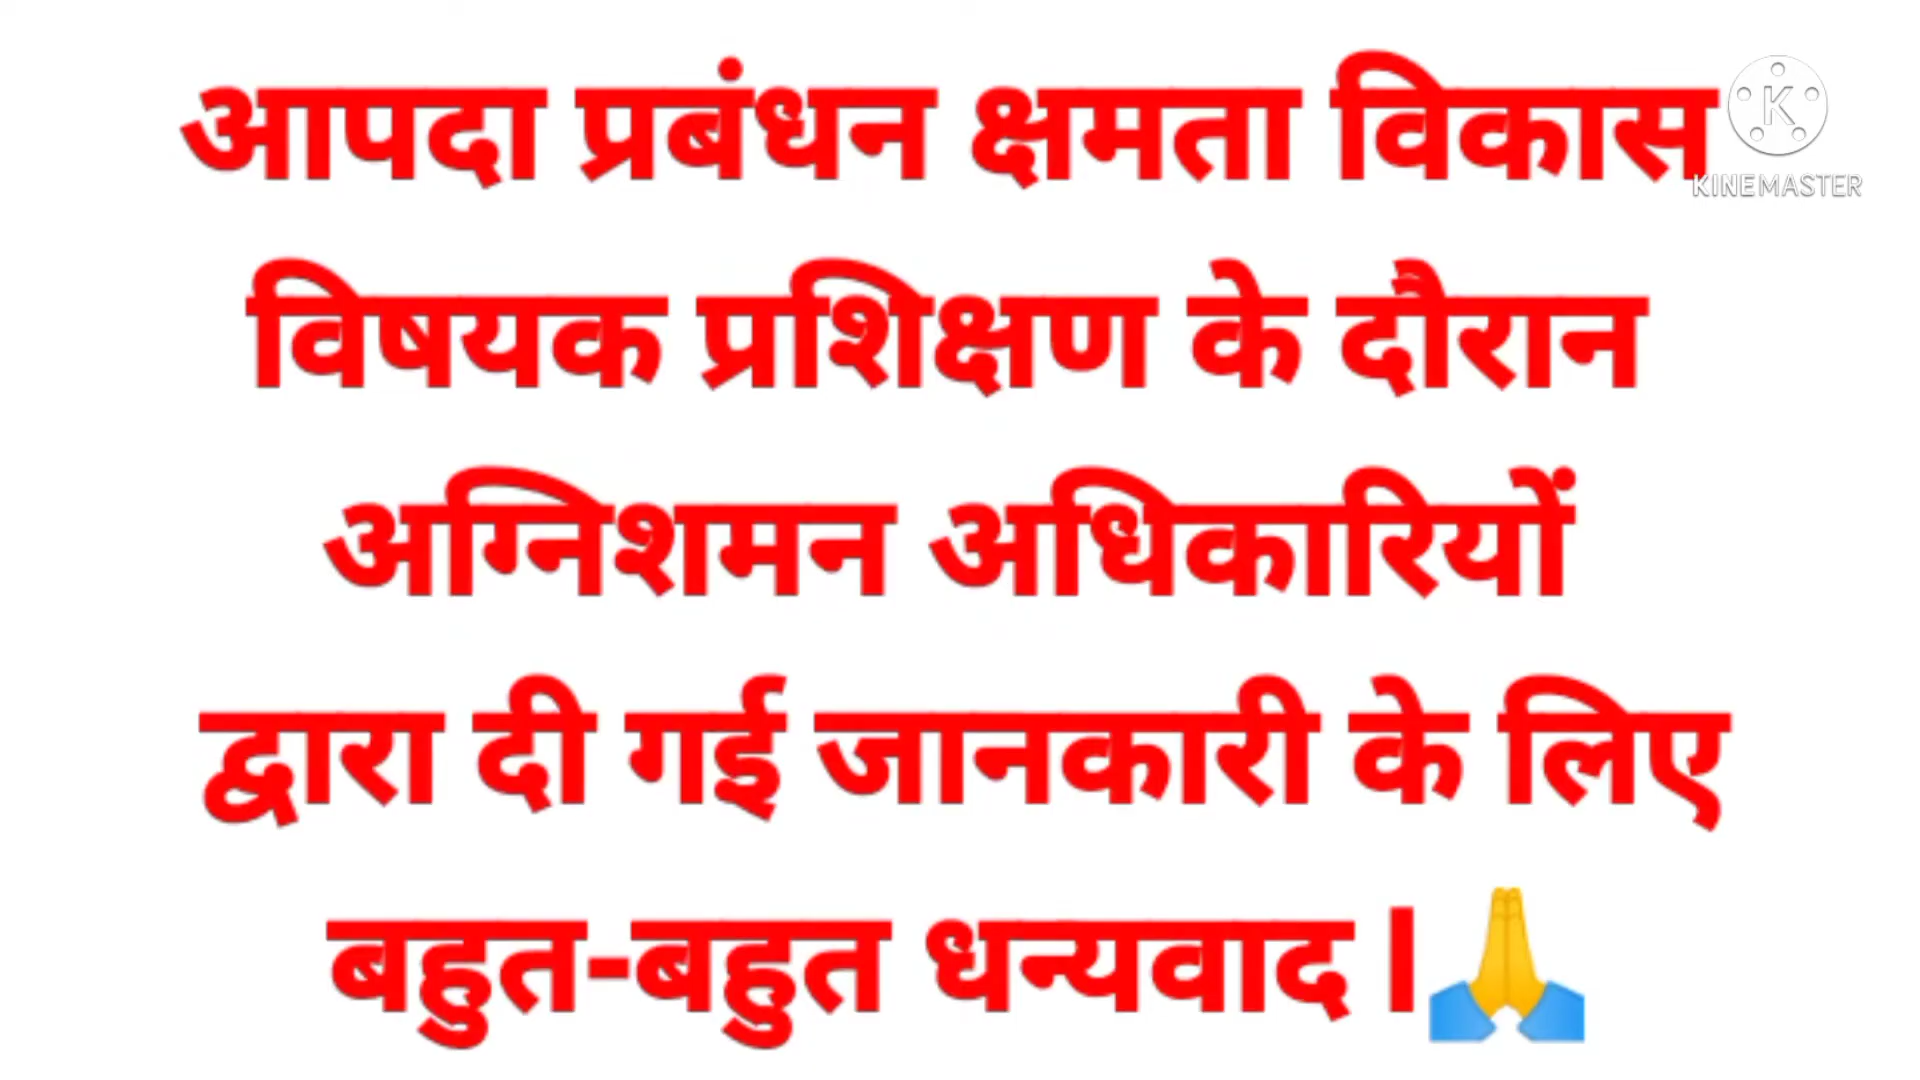 आपदा प्रबंधन क्षमता विकास
विषयक प्रशिक्षण के दौरान
अग्निशमन अधिकारियों
द्वारा दी गई जानकारी के लिए
बहुत-बहुत धन्यवाद ।🙏
K
KINEMASTER